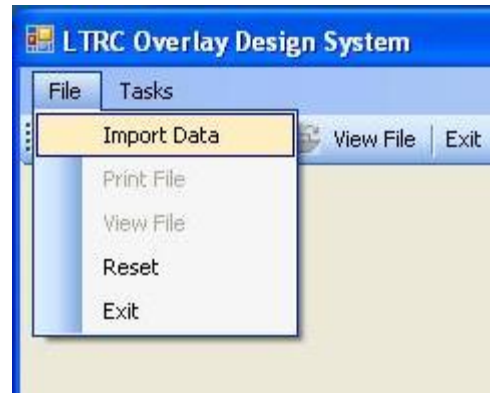 LTRC Overlay Design System
File Tasks
Import Data View File Exit
Print File
View File
Reset
Exit